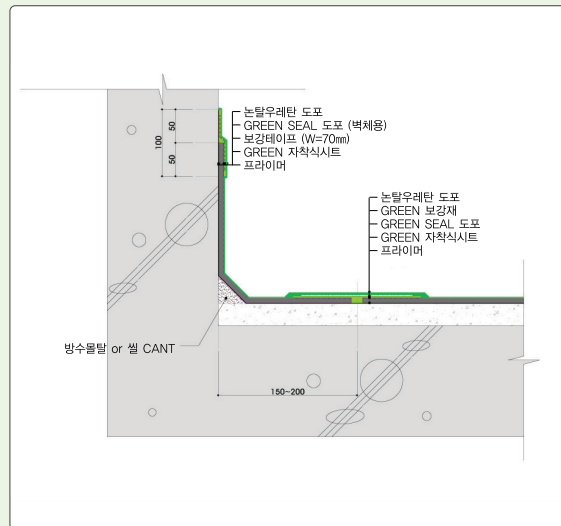 논탈우레탄 도포
GREEN SEAL 도포 (벽체용)
보강테이프 (W=70㎜)
GREEN 자착식시트
프라이머
50
100
50
논탈우레탄 도포
GREEN 보강재
GREEN SEAL 도포
GREEN 자착식시트
프라이머
방수몰탈 or 씰 CANT
150~200